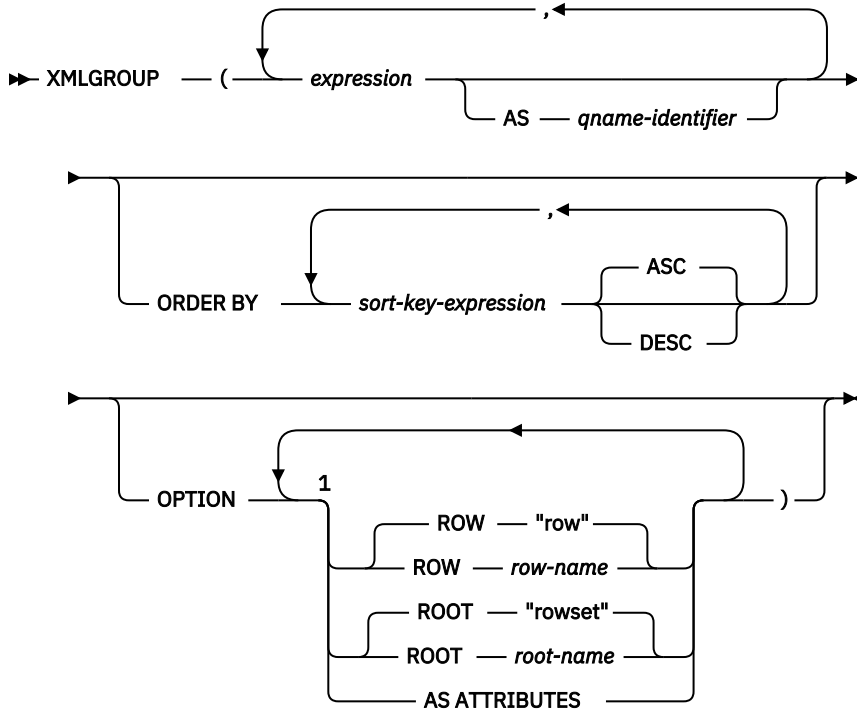 ,
XMLGROUP ( expression
AS qname-identifier
,
ASC
ORDER BY sort-key-expression
DESC
1
OPTION )
ROW "row"
ROW row-name
ROOT "rowset"
ROOT root-name
AS ATTRIBUTES